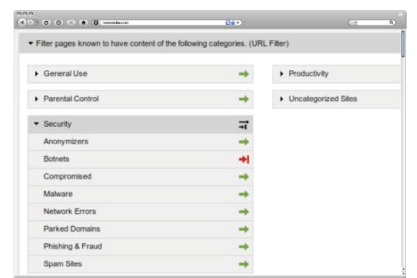 Filter pages known to have content of the following categories. (URL Filter)
General Use
Productivity
Parental Control
Uncategorized Sites
Security
Anonymizers
Botnets
Compromised
Malware
Network Errors
Parked Domains
Phishing & Fraud
Spam Sites